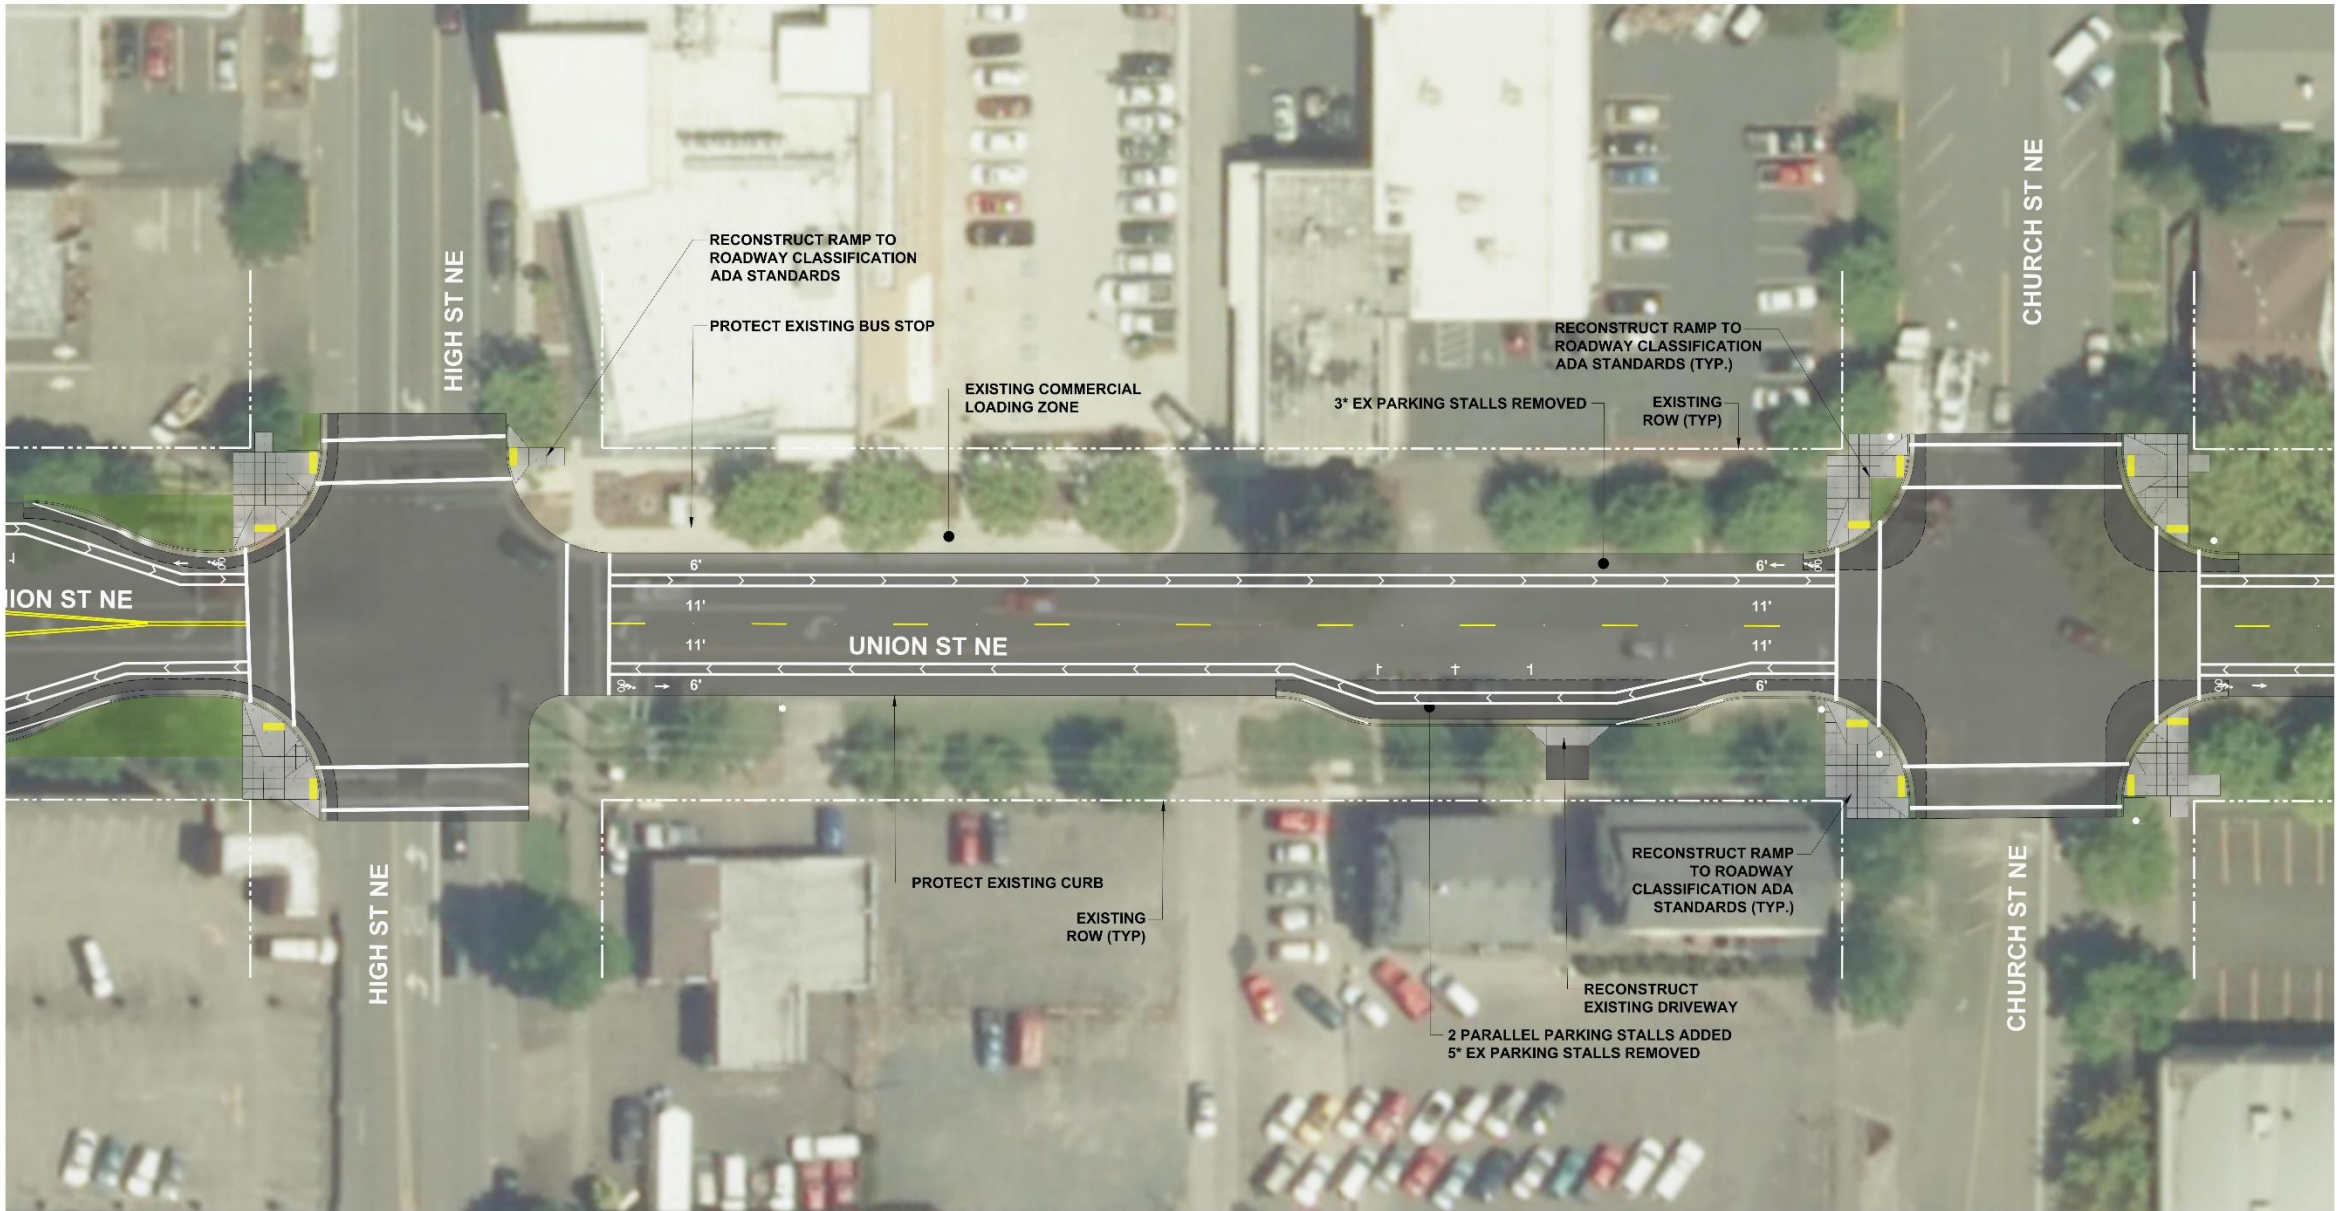 HIGH ST NE
CHURCH ST NE
RECONSTRUCT RAMP TO
ROADWAY CLASSIFICATION
ADA STANDARDS
PROTECT EXISTING BUS STOP
EXISTING COMMERCIAL
LOADING ZONE
RECONSTRUCT RAMP TO
ROADWAY CLASSIFICATION
ADA STANDARDS (TYP.)
3* EX PARKING STALLS REMOVED
EXISTING
ROW (TYP)
6'
6'
ION ST NE
11'
11'
11'
11'
UNION ST NE
6'
6'
PROTECT EXISTING CURB
EXISTING
ROW (TYP)
RECONSTRUCT RAMP
TO ROADWAY
CLASSIFICATION ADA
STANDARDS (TYP.)
HIGH ST NE
CHURCH ST NE
RECONSTRUCT
EXISTING DRIVEWAY
2 PARALLEL PARKING STALLS ADDED
5* EX PARKING STALLS REMOVED